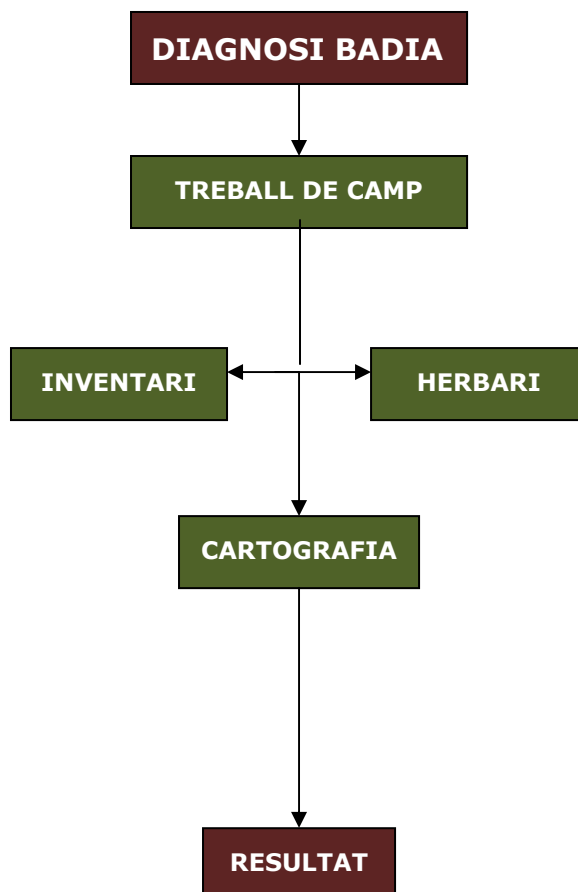 DIAGNOSI BADIA
TREBALL DE CAMP
INVENTARI
HERBARI
CARTOGRAFIA
RESULTAT